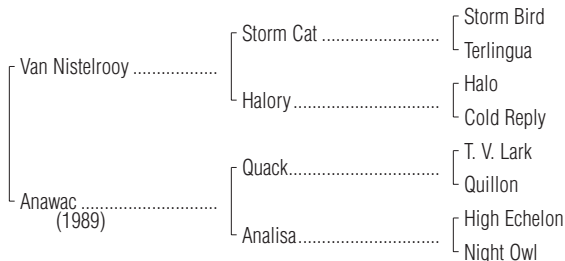 Storm Bird
Storm Cat ..............................
Terlingua
Van Nistelrooy ..................
Halo
Halory .....................................
Cold Reply
T. V. Lark
Quack......................................
Quillon
Anawac .............................
(1989)
High Echelon
Analisa....................................
Night Owl